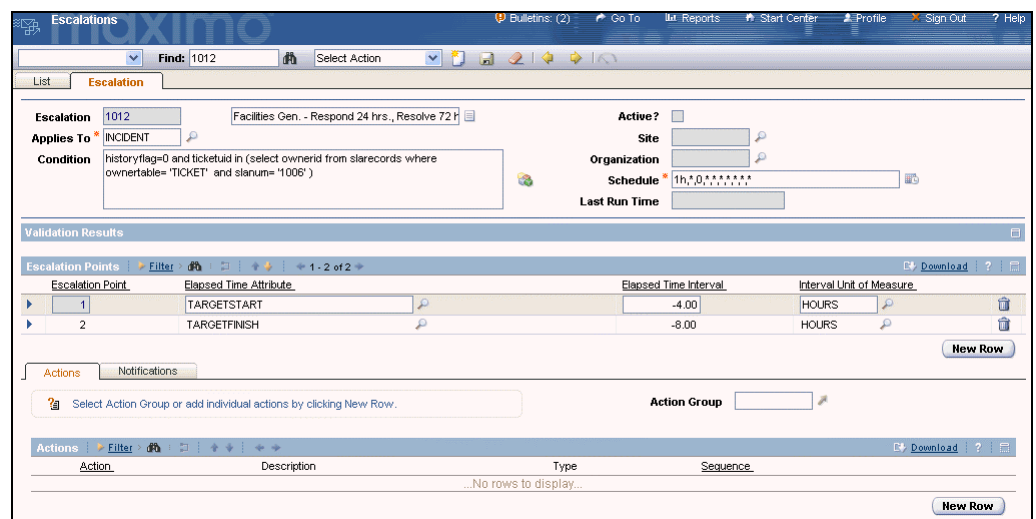 Escalations
maximo
Bulletins: (2) Go To Reports Start Center Profile Sign Out ? Help
Find: 1012 Select Action
List Escalation
Escalation 1012 Facilities Gen. - Respond 24 hrs., Resolve 72 h Active?
Applies To * INCIDENT Site
Condition historyflag=0 and ticketuid in (select ownerid from slarecords where Organization
ownertable= 'TICKET' and slanum= '1006' ) Schedule * 1h,*,0,*,*,*,*,*,*,*
Last Run Time
Validation Results
Escalation Points Filter 1 - 2 of 2 Download ?
Escalation Point Elapsed Time Attribute Elapsed Time Interval Interval Unit of Measure
1 TARGETSTART -4.00 HOURS
2 TARGETFINISH -8.00 HOURS
New Row
Actions Notifications
Select Action Group or add individual actions by clicking New Row. Action Group
Actions Filter Download ?
Action Description Type Sequence
...No rows to display...
New Row